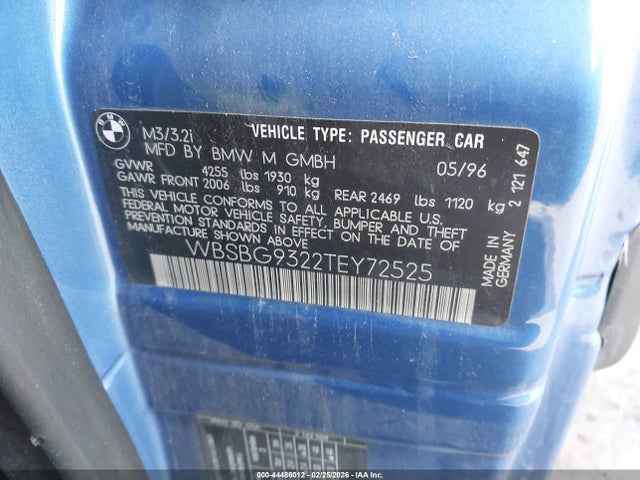 BMW
M3/3.2i VEHICLE TYPE: PASSENGER CAR
MFD BY BMW M GMBH 05/96
GVWR 4255 lbs 1930 kg
GAWR FRONT 2006 lbs 910 kg REAR 2469 lbs 1120 kg
THIS VEHICLE CONFORMS TO ALL APPLICABLE U.S.
FEDERAL MOTOR VEHICLE SAFETY, BUMPER AND THEFT
PREVENTION STANDARDS IN EFFECT ON THE DATE OF
MANUFACTURE SHOWN ABOVE
WBSBG9322TEY72525
2 121 647
MADE IN
GERMANY
000-44486012 - 02/25/2026 - IAAI COPYRIGHT